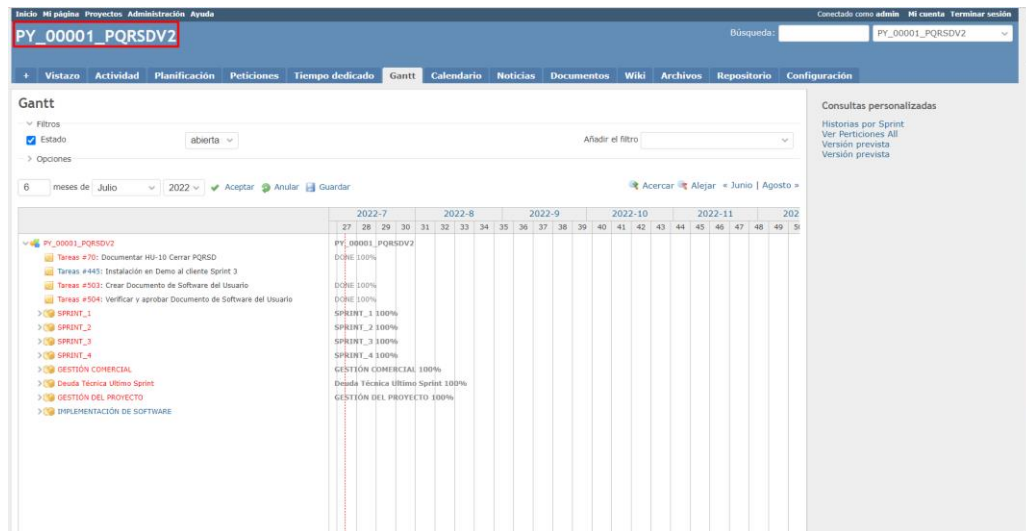 Inicio Mi página Proyectos Administración Ayuda
Conectado como admin Mi cuenta Terminar sesión
PY_00001_PQRSDV2
Búsqueda: PY_00001_PQRSDV2
+ Vistazo Actividad Planificación Peticiones Tiempo dedicado Gantt Calendario Noticias Documentos Wiki Archivos Repositorio Configuración
Gantt
Filtros
Estado abierta Añadir el filtro
Opciones
6 meses de Julio 2022 Aceptar Anular Guardar
Acercar Alejar « Junio | Agosto »
2022-7 2022-8 2022-9 2022-10 2022-11 202
27 28 29 30 31 32 33 34 35 36 37 38 39 40 41 42 43 44 45 46 47 48 49
PY_00001_PQRSDV2 PY_00001_PQRSDV2
Tareas #70: Documentar HU-10 Cerrar PQRSD DONE 100%
Tareas #445: Instalación en Demo al cliente Sprint 3
Tareas #503: Crear Documento de Software del Usuario DONE 100%
Tareas #504: Verificar y aprobar Documento de Software del Usuario DONE 100%
SPRINT_1 SPRINT_1 100%
SPRINT_2 SPRINT_2 100%
SPRINT_3 SPRINT_3 100%
SPRINT_4 SPRINT_4 100%
GESTIÓN COMERCIAL GESTIÓN COMERCIAL 100%
Deuda Técnica Ultimo Sprint Deuda Técnica Ultimo Sprint 100%
GESTIÓN DEL PROYECTO GESTIÓN DEL PROYECTO 100%
IMPLEMENTACIÓN DE SOFTWARE
Consultas personalizadas
Historias por Sprint
Ver Perticiones All
Versión prevista
Versión prevista